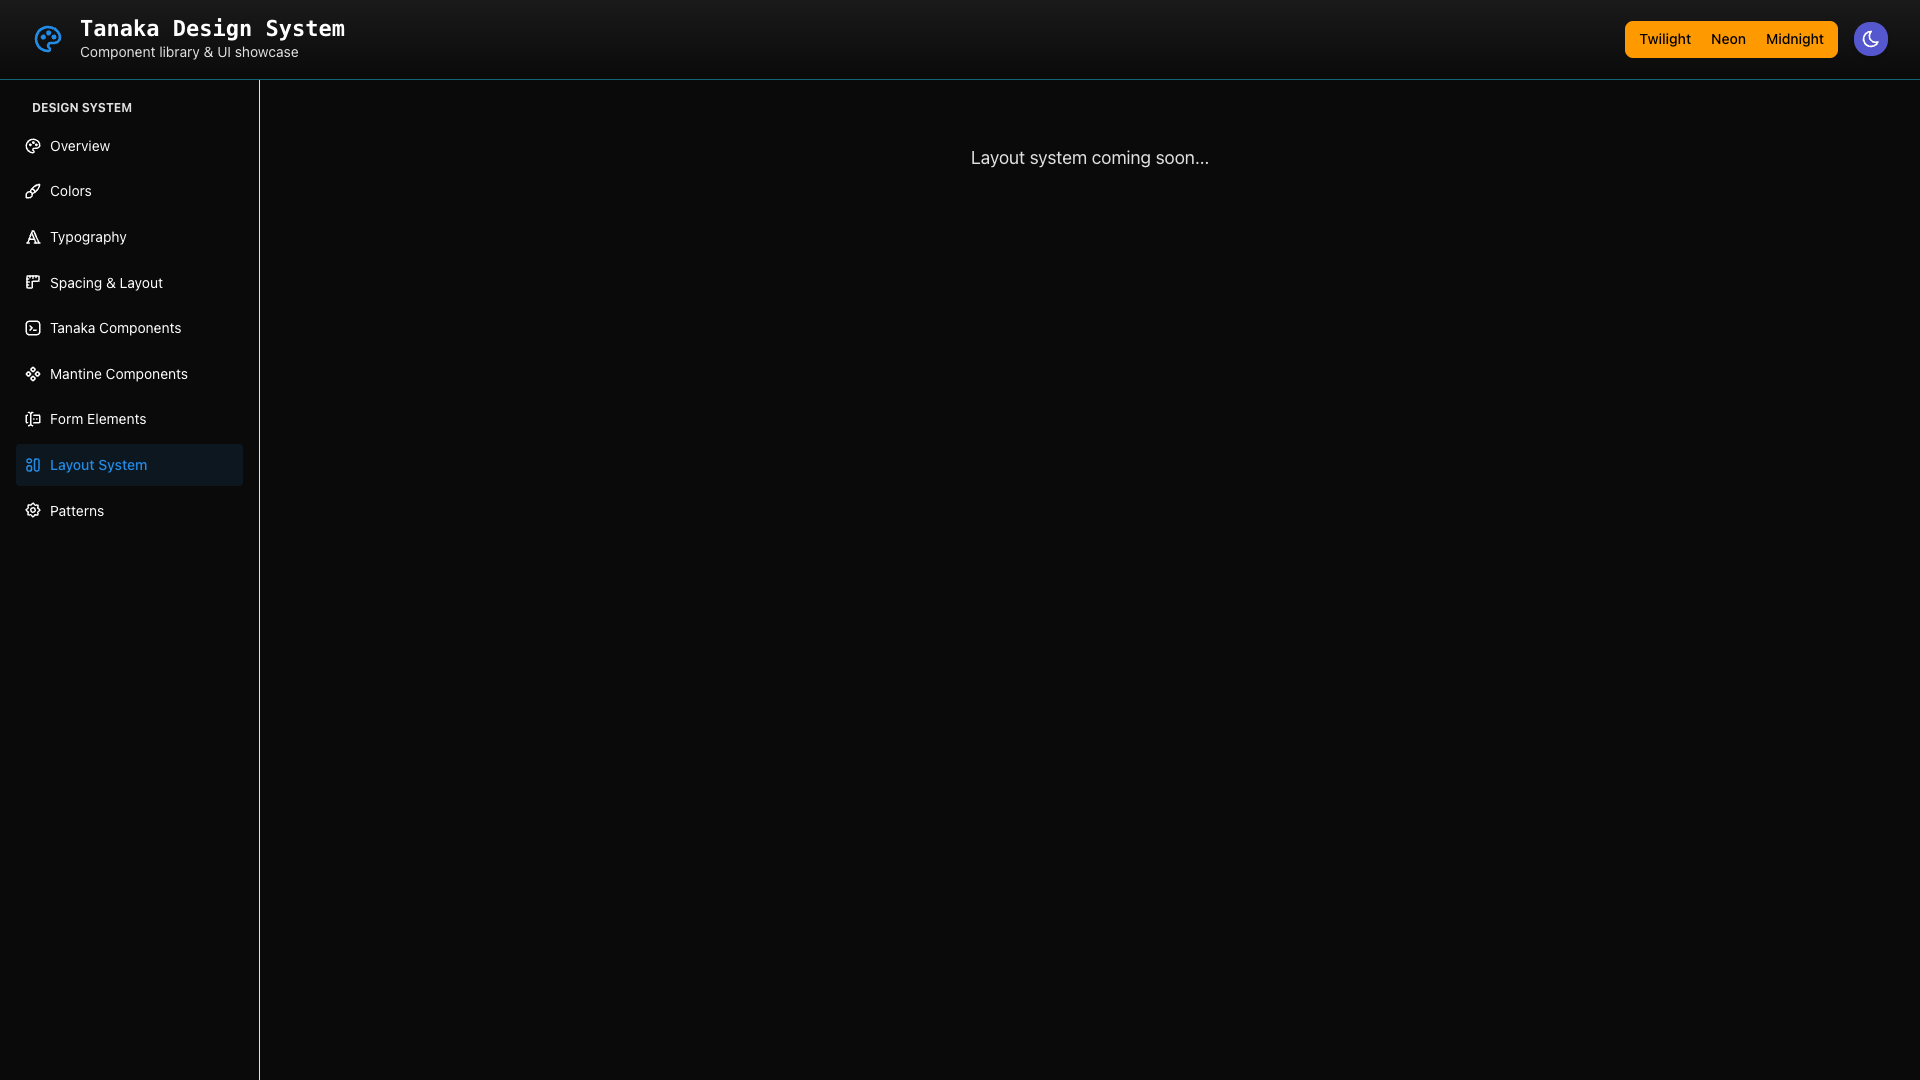 Tanaka Design System
Component library & UI showcase
Twilight Neon Midnight
DESIGN SYSTEM
Overview
Colors
Typography
Spacing & Layout
Tanaka Components
Mantine Components
Form Elements
Layout System
Patterns
Layout system coming soon...